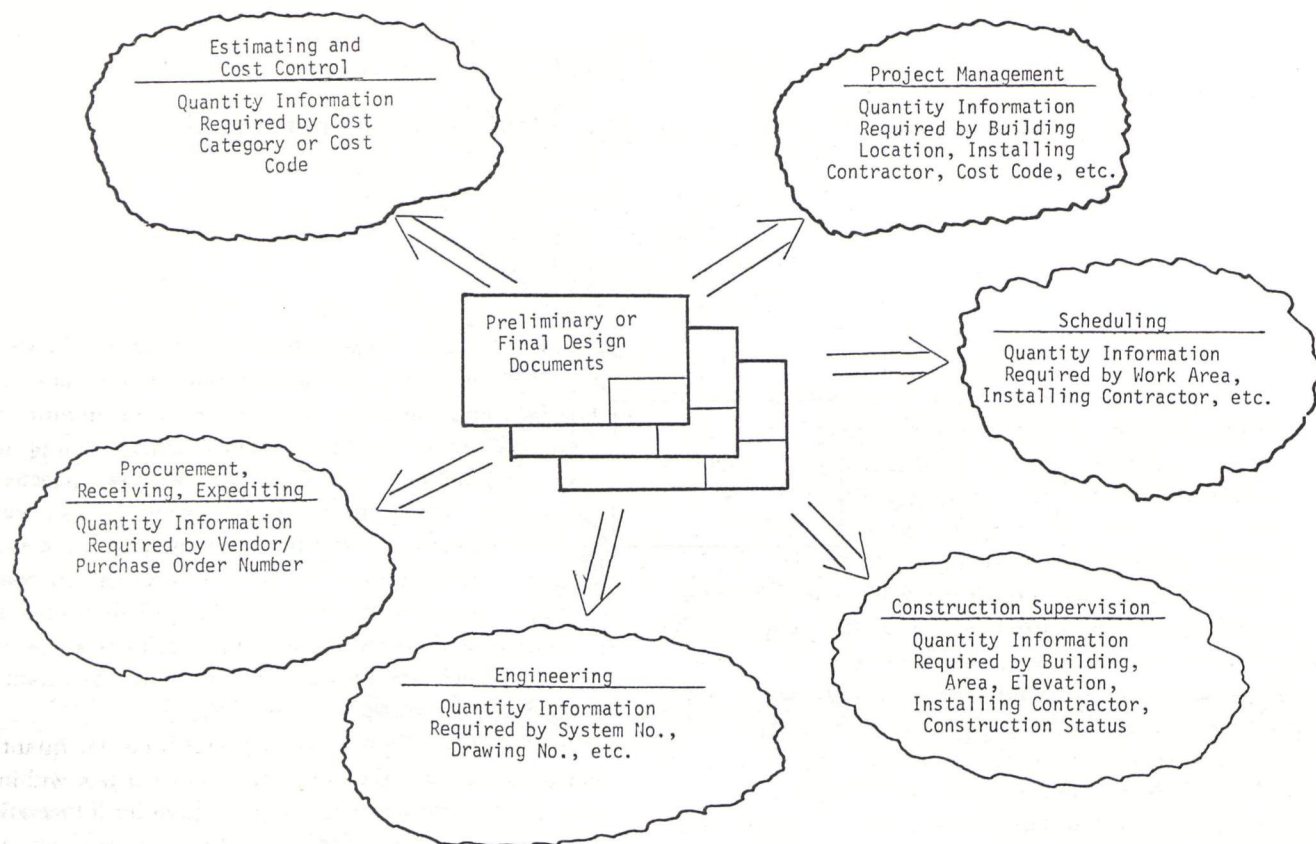 Estimating and
Cost Control
Quantity Information
Required by Cost
Category or Cost
Code
Project Management
Quantity Information
Required by Building
Location, Installing
Contractor, Cost Code, etc.
Preliminary or
Final Design
Documents
Scheduling
Quantity Information
Required by Work Area,
Installing Contractor, etc.
Procurement,
Receiving, Expediting
Quantity Information
Required by Vendor/
Purchase Order Number
Construction Supervision
Quantity Information
Required by Building,
Area, Elevation,
Installing Contractor,
Construction Status
Engineering
Quantity Information
Required by System No.,
Drawing No., etc.